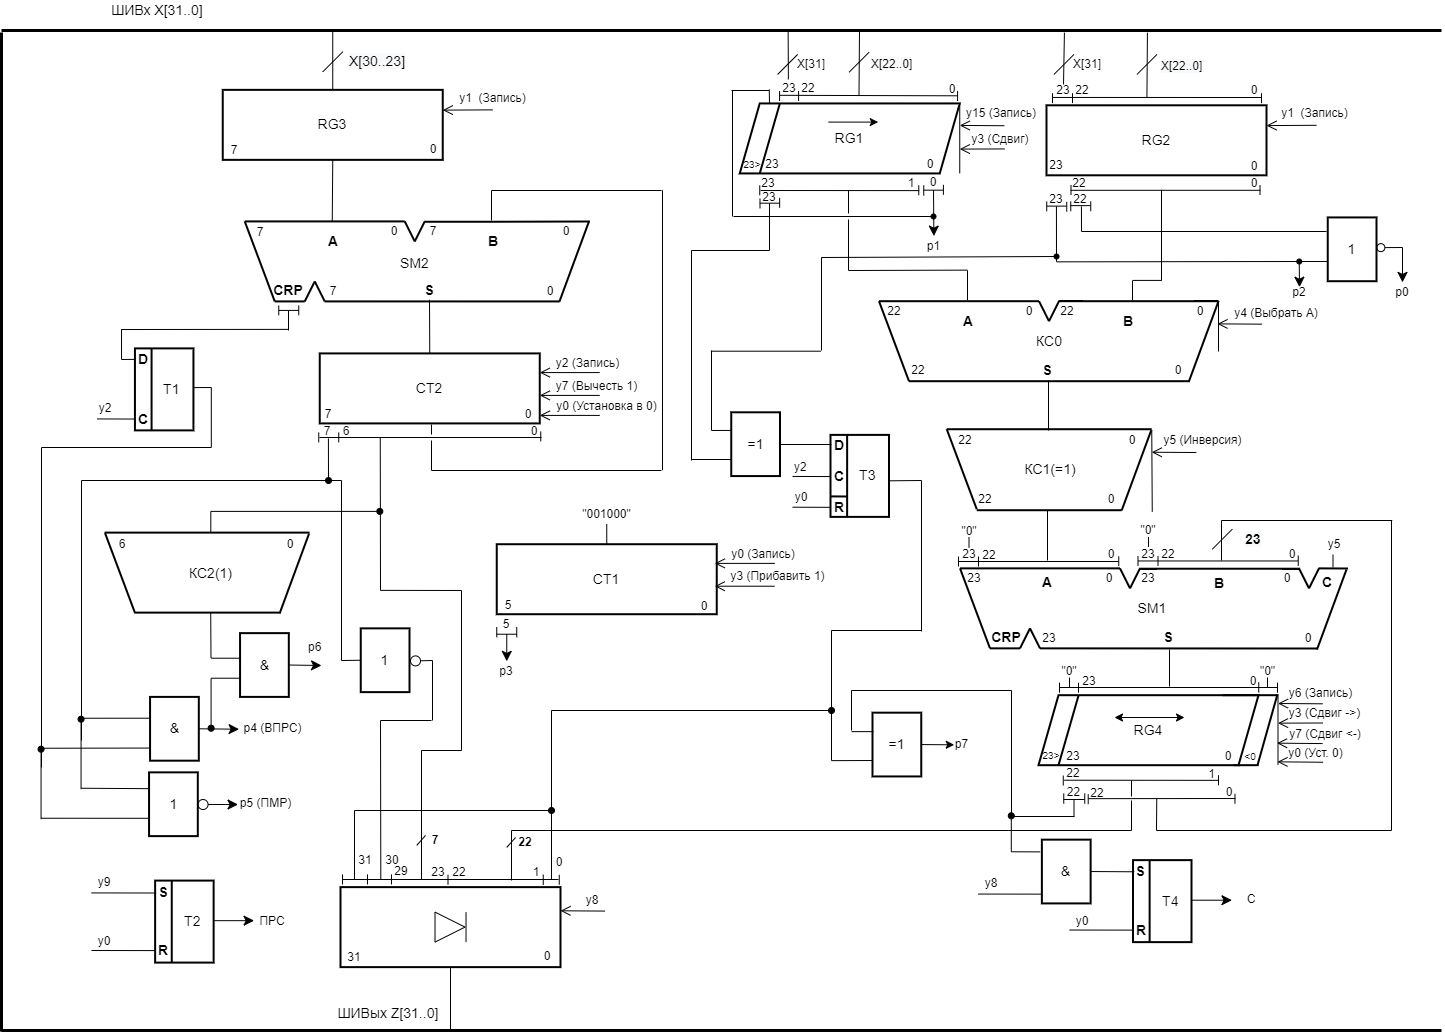 ШИВх X[31..0]
X[30..23]
X[31]
X[22..0]
X[31]
X[22..0]
RG3
7
0
y1 (Запись)
23 22 0
RG1
23> 23 0
y15 (Запись)
y3 (Сдвиг)
23 1 0
23
p1
23 22 0
RG2
23
0
0
y1 (Запись)
22 0
23 22
1
p2
p0
7 0 7 0
A B
SM2
CRP 7 S 0
D
T1
C
y2
CT2
7 0
y2 (Запись)
y7 (Вычесть 1)
y0 (Установка в 0)
7 6 0
22 0 22 0
A B
KC0
22 S 0
y4 (Выбрать А)
=1
D
C T3
R
y2
y0
22 0
KC1(=1)
22 0
y5 (Инверсия)
"001000"
CT1
5 0
y0 (Запись)
y3 (Прибавить 1)
5
p3
6 0
KC2(1)
&
p6
&
p4 (ВПРС)
1
1
p5 (ПМР)
"0"
23 22 0
"0"
23 22 0
23
y5
23 A 0 23 B 0 C
SM1
CRP 23 S 0
"0" 23 0 "0"
RG4
23> 23 0 <0
y6 (Запись)
y3 (Сдвиг ->)
y7 (Сдвиг <-)
y0 (Уст. 0)
22 1
22 22 0
=1
p7
7
22
31 30
29 23 22 1 0
31 0
y8
y9
y0
S
T2
R
ПРС
y8
&
y0
S
T4
R
C
ШИВых Z[31..0]